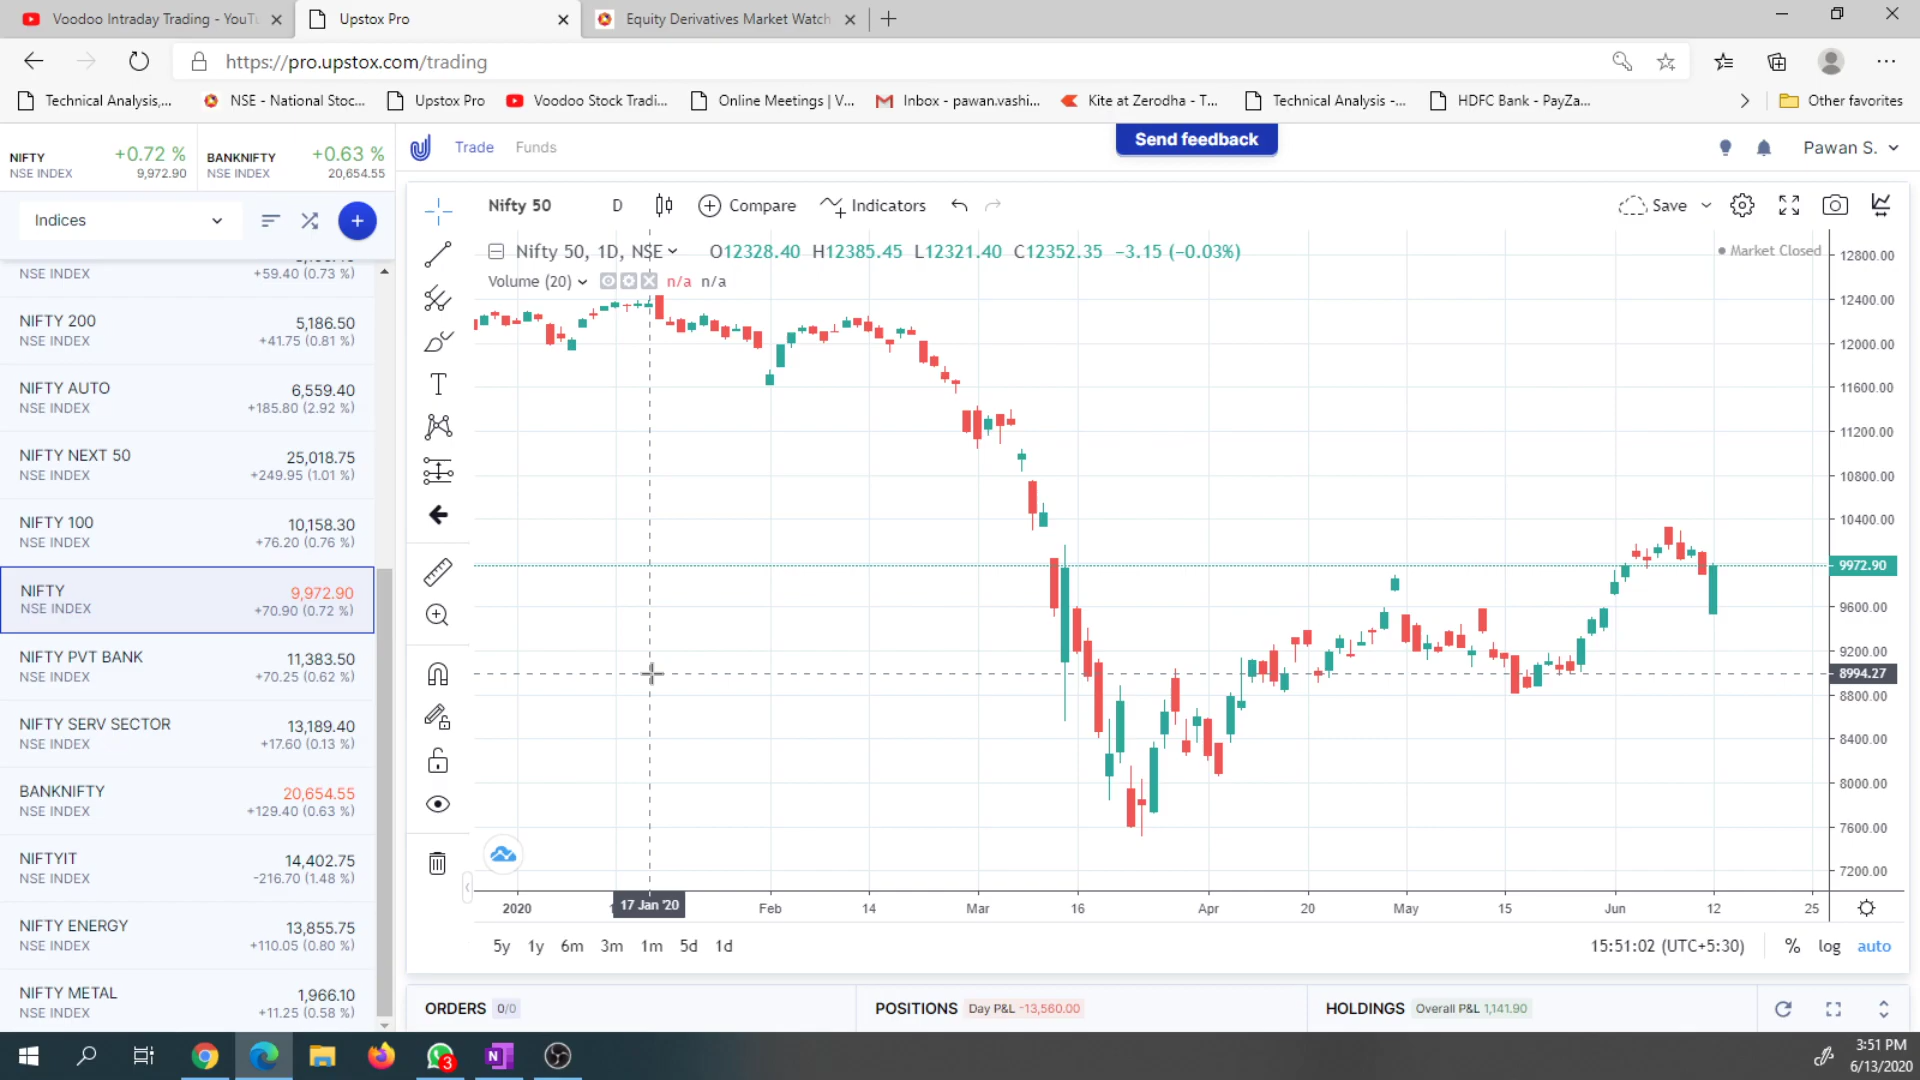 Voodoo Intraday Trading - YouTu
Upstox Pro
Equity Derivatives Market Watch
https://pro.upstox.com/trading
Technical Analysis,...
NSE - National Stoc...
Upstox Pro
Voodoo Stock Tradi...
Online Meetings | V...
Inbox - pawan.vashi...
Kite at Zerodha - T...
Technical Analysis -...
HDFC Bank - PayZa...
Other favorites
NIFTY +0.72 %
NSE INDEX 9,972.90
BANKNIFTY +0.63 %
NSE INDEX 20,654.55
Trade
Funds
Send feedback
Pawan S.
Indices
NSE INDEX +59.40 (0.73 %)
NIFTY 200 5,186.50
NSE INDEX +41.75 (0.81 %)
NIFTY AUTO 6,559.40
NSE INDEX +185.80 (2.92 %)
NIFTY NEXT 50 25,018.75
NSE INDEX +249.95 (1.01 %)
NIFTY 100 10,158.30
NSE INDEX +76.20 (0.76 %)
NIFTY 9,972.90
NSE INDEX +70.90 (0.72 %)
NIFTY PVT BANK 11,383.50
NSE INDEX +70.25 (0.62 %)
NIFTY SERV SECTOR 13,189.40
NSE INDEX +17.60 (0.13 %)
BANKNIFTY 20,654.55
NSE INDEX +129.40 (0.63 %)
NIFTYIT 14,402.75
NSE INDEX -216.70 (1.48 %)
NIFTY ENERGY 13,855.75
NSE INDEX +110.05 (0.80 %)
NIFTY METAL 1,966.10
NSE INDEX +11.25 (0.58 %)
Nifty 50 D Compare Indicators Save
Nifty 50, 1D, NSE O12328.40 H12385.45 L12321.40 C12352.35 −3.15 (−0.03%)
Market Closed
Volume (20) n/a n/a
12800.00
12400.00
12000.00
11600.00
11200.00
10800.00
10400.00
9972.90
9600.00
9200.00
8994.27
8800.00
8400.00
8000.00
7600.00
7200.00
2020 17 Jan '20 Feb 14 Mar 16 Apr 20 May 15 Jun 12 25
5y 1y 6m 3m 1m 5d 1d
15:51:02 (UTC+5:30) % log auto
ORDERS 0/0
POSITIONS Day P&L -13,560.00
HOLDINGS Overall P&L 1,141.90
3
3:51 PM
6/13/2020